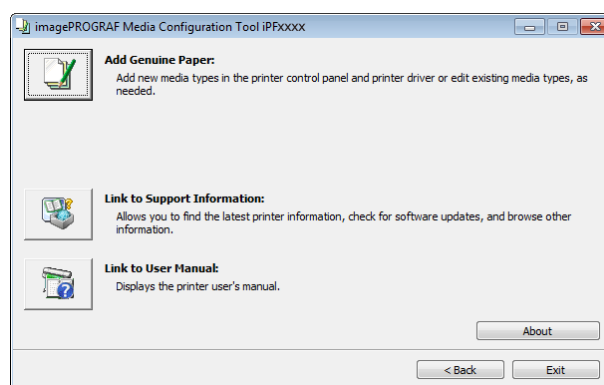 imagePROGRAF Media Configuration Tool iPFxxxx
Add Genuine Paper:
Add new media types in the printer control panel and printer driver or edit existing media types, as
needed.
Link to Support Information:
Allows you to find the latest printer information, check for software updates, and browse other
information.
Link to User Manual:
Displays the printer user's manual.
About
< Back
Exit